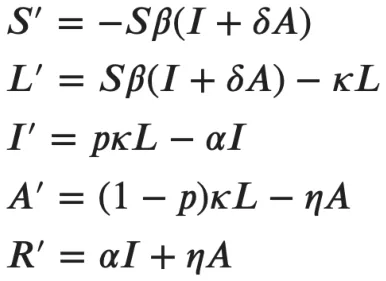 S′ = −Sβ(I + δA)
L′ = Sβ(I + δA) − κL
I′ = pκL − αI
A′ = (1 − p)κL − ηA
R′ = αI + ηA